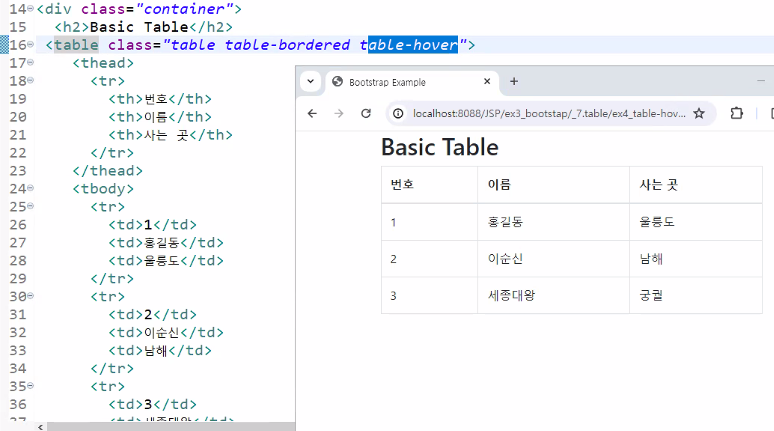 14 <div class="container">
15 <h2>Basic Table</h2>
16 <table class="table table-bordered table-hover">
17 <thead>
18 <tr>
19 <th>번호</th>
20 <th>이름</th>
21 <th>사는 곳</th>
22 </tr>
23 </thead>
24 <tbody>
25 <tr>
26 <td>1</td>
27 <td>홍길동</td>
28 <td>울릉도</td>
29 </tr>
30 <tr>
31 <td>2</td>
32 <td>이순신</td>
33 <td>남해</td>
34 </tr>
35 <tr>
36 <td>3</td>
37 <td>세종대왕</td>
Bootstrap Example
localhost:8088/JSP/ex3_bootstap/_7.table/ex4_table-hov...
Basic Table
번호 이름 사는 곳
1 홍길동 울릉도
2 이순신 남해
3 세종대왕 궁궐